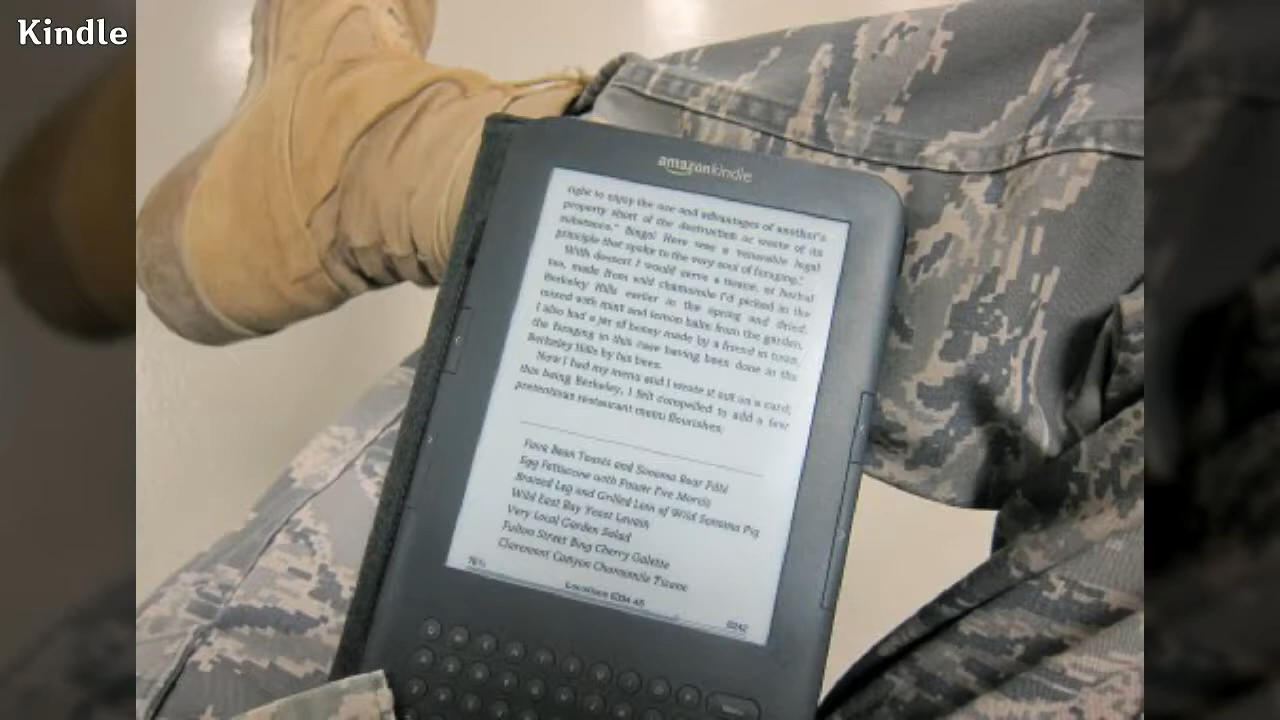 Kindle
amazonkindle
right to enjoy the use and advantages of another's
property short of the destruction or waste of its
substance." Bingo! Here was a venerable legal
principle that spoke to the very soul of foraging."
With dessert I would serve a tisane, or herbal
tea, made from wild chamomile I'd picked in the
Berkeley Hills earlier in the spring and dried,
mixed with mint and lemon balm from the garden.
I also had a jar of honey made by a friend in town,
the foraging in this case having been done in the
Berkeley Hills by his bees.
Now I had my menu and I wrote it out on a card;
this being Berkeley, I felt compelled to add a few
pretentious restaurant menu flourishes:
Fava Bean Toasts and Sonoma Boar Pâté
Egg Fettuccine with Power Fire Morels
Braised Leg and Grilled Loin of Wild Sonoma Pig
Wild East Bay Yeast Levain
Very Local Garden Salad
Fulton Street Bing Cherry Galette
Claremont Canyon Chamomile Tisane
76%
Locations 6334-45
8242